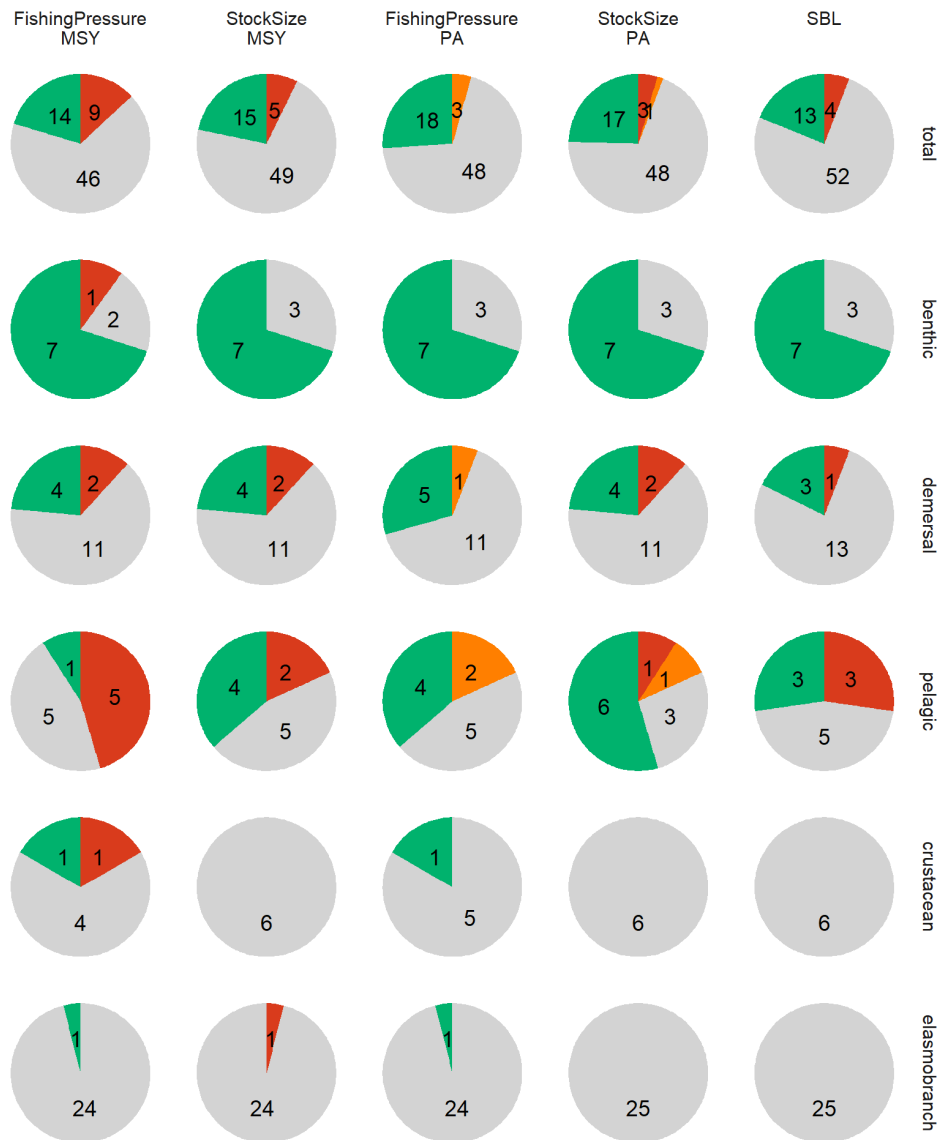 FishingPressure
MSY
StockSize
MSY
FishingPressure
PA
StockSize
PA
SBL
14 9 46
15 5 49
18 3 48
17 3 1 48
13 4 52
total
7 1 2
7 3
7 3
7 3
7 3
benthic
4 2 11
4 2 11
5 1 11
4 2 11
3 1 13
demersal
1 5 5
4 2 5
4 2 5
6 1 1 3
3 3 5
pelagic
1 1 4
6
1 5
6
6
crustacean
1 24
1 24
1 24
25
25
elasmobranch